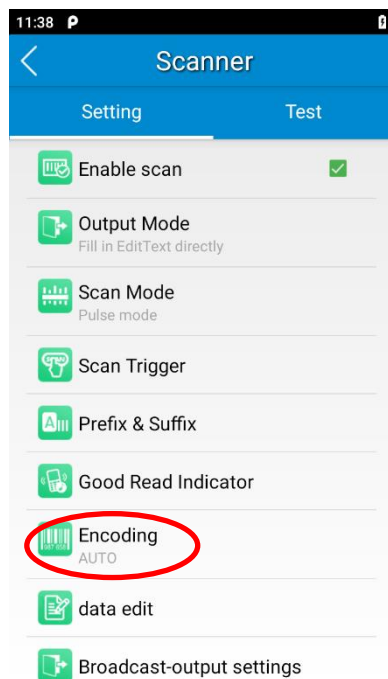 11:38
Scanner
Setting
Test
Enable scan
Output Mode
Fill in EditText directly
Scan Mode
Pulse mode
Scan Trigger
Prefix & Suffix
Good Read Indicator
Encoding
AUTO
data edit
Broadcast-output settings